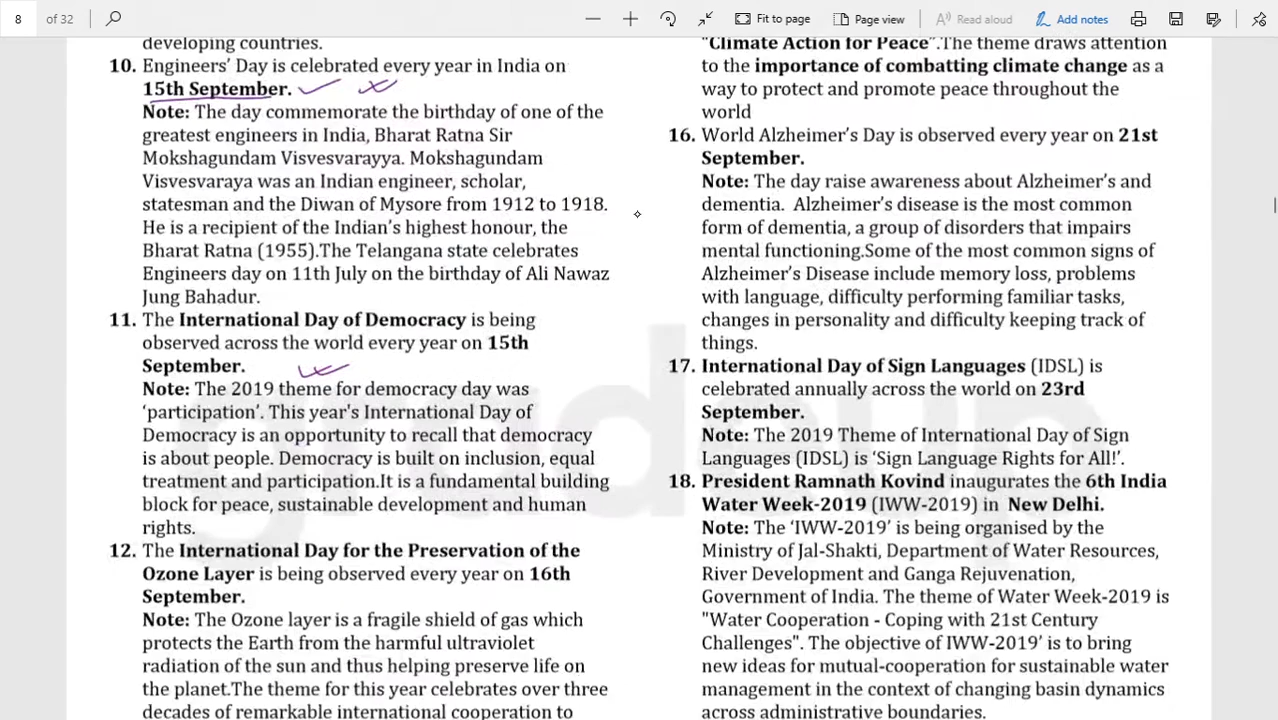 8 of 32 Fit to page Page view Read aloud Add notes
developing countries.
10. Engineers' Day is celebrated every year in India on
15th September.
Note: The day commemorate the birthday of one of the
greatest engineers in India, Bharat Ratna Sir
Mokshagundam Visvesvarayya. Mokshagundam
Visvesvaraya was an Indian engineer, scholar,
statesman and the Diwan of Mysore from 1912 to 1918.
He is a recipient of the Indian's highest honour, the
Bharat Ratna (1955).The Telangana state celebrates
Engineers day on 11th July on the birthday of Ali Nawaz
Jung Bahadur.
11. The International Day of Democracy is being
observed across the world every year on 15th
September.
Note: The 2019 theme for democracy day was
'participation'. This year's International Day of
Democracy is an opportunity to recall that democracy
is about people. Democracy is built on inclusion, equal
treatment and participation.It is a fundamental building
block for peace, sustainable development and human
rights.
12. The International Day for the Preservation of the
Ozone Layer is being observed every year on 16th
September.
Note: The Ozone layer is a fragile shield of gas which
protects the Earth from the harmful ultraviolet
radiation of the sun and thus helping preserve life on
the planet.The theme for this year celebrates over three
decades of remarkable international cooperation to
"Climate Action for Peace".The theme draws attention
to the importance of combatting climate change as a
way to protect and promote peace throughout the
world
16. World Alzheimer's Day is observed every year on 21st
September.
Note: The day raise awareness about Alzheimer's and
dementia. Alzheimer's disease is the most common
form of dementia, a group of disorders that impairs
mental functioning.Some of the most common signs of
Alzheimer's Disease include memory loss, problems
with language, difficulty performing familiar tasks,
changes in personality and difficulty keeping track of
things.
17. International Day of Sign Languages (IDSL) is
celebrated annually across the world on 23rd
September.
Note: The 2019 Theme of International Day of Sign
Languages (IDSL) is 'Sign Language Rights for All!'.
18. President Ramnath Kovind inaugurates the 6th India
Water Week-2019 (IWW-2019) in New Delhi.
Note: The 'IWW-2019' is being organised by the
Ministry of Jal-Shakti, Department of Water Resources,
River Development and Ganga Rejuvenation,
Government of India. The theme of Water Week-2019 is
"Water Cooperation - Coping with 21st Century
Challenges". The objective of IWW-2019' is to bring
new ideas for mutual-cooperation for sustainable water
management in the context of changing basin dynamics
across administrative boundaries.
gradeup